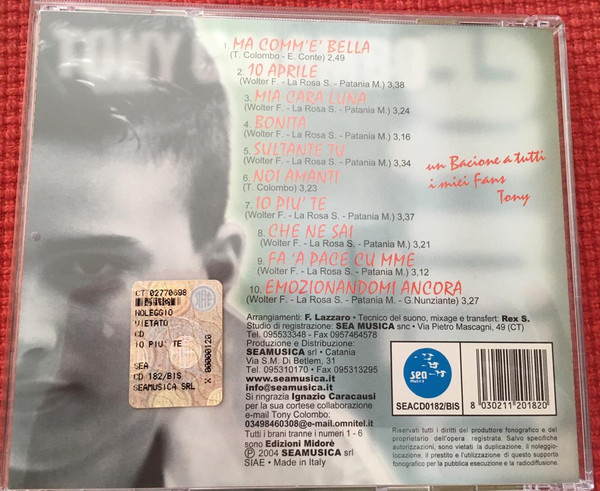 TONY
1. MA COMM'E' BELLA
(T. Colombo - E. Conte) 2,49
2. 10 APRILE
(Wolter F. - La Rosa S. - Patania M.) 3,38
3. MIA CARA LUNA
(Wolter F. - La Rosa S. - Patania M.) 3,24
4. BONITA
(Wolter F. - La Rosa S. - Patania M.) 3,16
5. SULTANTE TU
(Wolter F. - La Rosa S. - Patania M.) 3,34
6. NOI AMANTI
(T. Colombo) 3,23
7. IO PIU' TE
(Wolter F. - La Rosa S. - Patania M.) 3,37
8. CHE NE SAI
(Wolter F. - La Rosa S. - Patania M.) 3,21
9. FA 'A PACE CU MME
(Wolter F. - La Rosa S. - Patania M.) 3,12
10. EMOZIONANDOMI ANCORA
(Wolter F. - La Rosa S. - Patania M. - G.Nunziante) 3,27
un Bacione a tutti
i miei Fans
Tony
CT 02770698
NOLEGGIO
VIETATO
CD
IO PIU' TE
SEA
CD 182/BIS
SEAMUSICA SRL
X 00000128
Arrangiamenti: F. Lazzaro • Tecnico del suono, mixage e transfert: Rex S.
Studio di registrazione: SEA MUSICA snc • Via Pietro Mascagni, 49 (CT)
Tel. 095533348 - Fax 0957464578
Produzione e Distribuzione:
SEAMUSICA srl • Catania
Via S.M. Di Betlem, 31
Tel. 095310170 • Fax 095313295
www.seamusica.it
info@seamusica.it
Si ringrazia Ignazio Caracausi
per la sua cortese collaborazione
e-mail Tony Colombo:
03498460308@e-mail.omnitel.it
Tutti i brani tranne i numeri 1 - 6
sono Edizioni Midorè
℗ 2004 SEAMUSICA srl
SIAE • Made in Italy
sea
musica
SEACD0182/BIS
8 030211 201820
Riservati tutti i diritti del produttore fonografico e del
proprietario dell'opera registrata. Salvo specifiche
autorizzazioni, sono vietati la duplicazione, il noleggio-
locazione, il prestito e l'utilizzazione di questo supporto
fonografico per la pubblica esecuzione e la radiodiffusione.